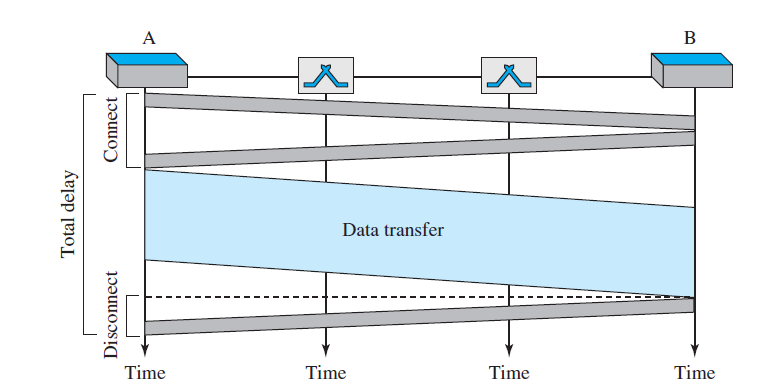 A
B
Connect
Total delay
Data transfer
Disconnect
Time
Time
Time
Time